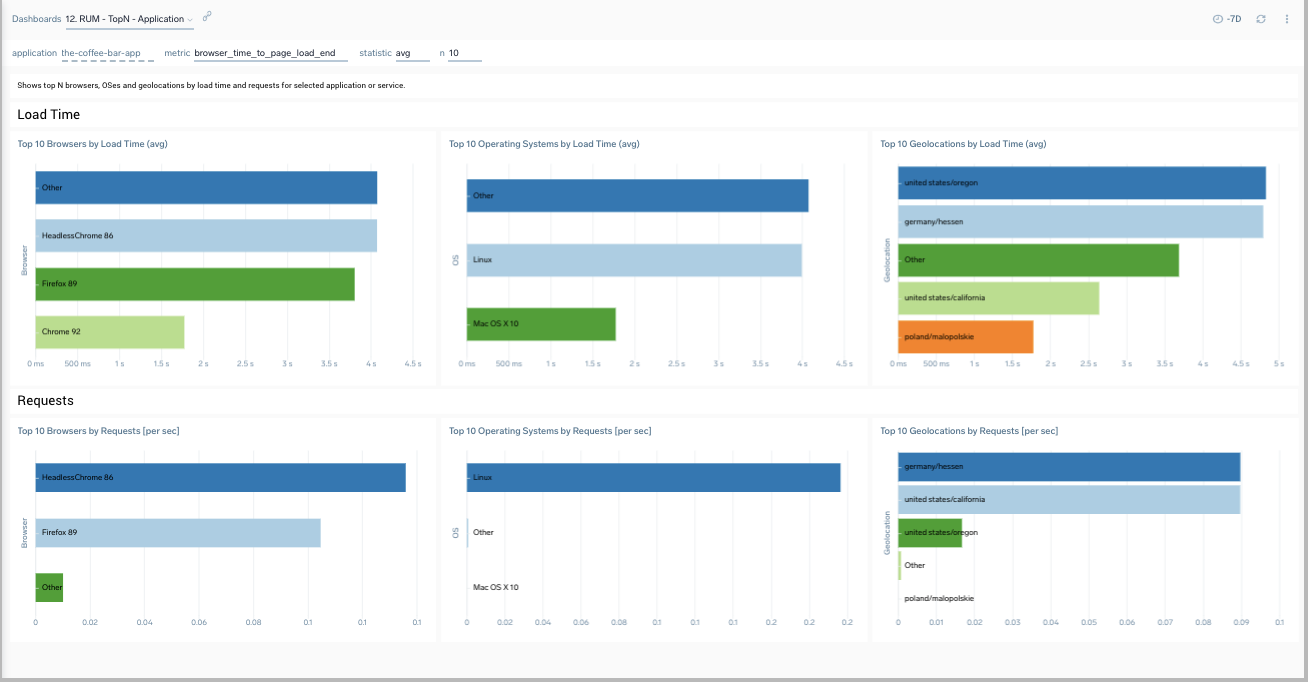 Dashboards 12. RUM - TopN - Application -7D
application the-coffee-bar-app metric browser_time_to_page_load_end statistic avg n 10
Shows top N browsers, OSes and geolocations by load time and requests for selected application or service.
Load Time
Top 10 Browsers by Load Time (avg)
Browser
Other
HeadlessChrome 86
Firefox 89
Chrome 92
0 ms 500 ms 1 s 1.5 s 2 s 2.5 s 3 s 3.5 s 4 s 4.5 s
Top 10 Operating Systems by Load Time (avg)
OS
Other
Linux
Mac OS X 10
0 ms 500 ms 1 s 1.5 s 2 s 2.5 s 3 s 3.5 s 4 s 4.5 s
Top 10 Geolocations by Load Time (avg)
Geolocation
united states/oregon
germany/hessen
Other
united states/california
poland/malopolskie
0 ms 500 ms 1 s 1.5 s 2 s 2.5 s 3 s 3.5 s 4 s 4.5 s 5 s
Requests
Top 10 Browsers by Requests [per sec]
Browser
HeadlessChrome 86
Firefox 89
Other
0 0.02 0.04 0.06 0.08 0.1 0.1 0.1
Top 10 Operating Systems by Requests [per sec]
OS
Linux
Other
Mac OS X 10
0 0.02 0.04 0.06 0.08 0.1 0.1 0.1 0.2 0.2 0.2
Top 10 Geolocations by Requests [per sec]
Geolocation
germany/hessen
united states/california
united states/oregon
Other
poland/malopolskie
0 0.01 0.02 0.03 0.04 0.05 0.06 0.07 0.08 0.09 0.1